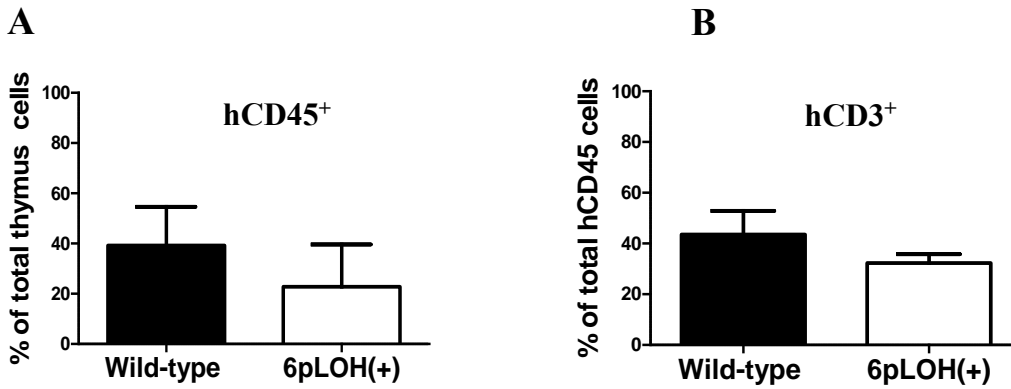 A
% of total thymus cells
100
80
60
40
20
0
hCD45⁺
Wild-type
6pLOH(+)
B
% of total hCD45 cells
100
80
60
40
20
0
hCD3⁺
Wild-type
6pLOH(+)